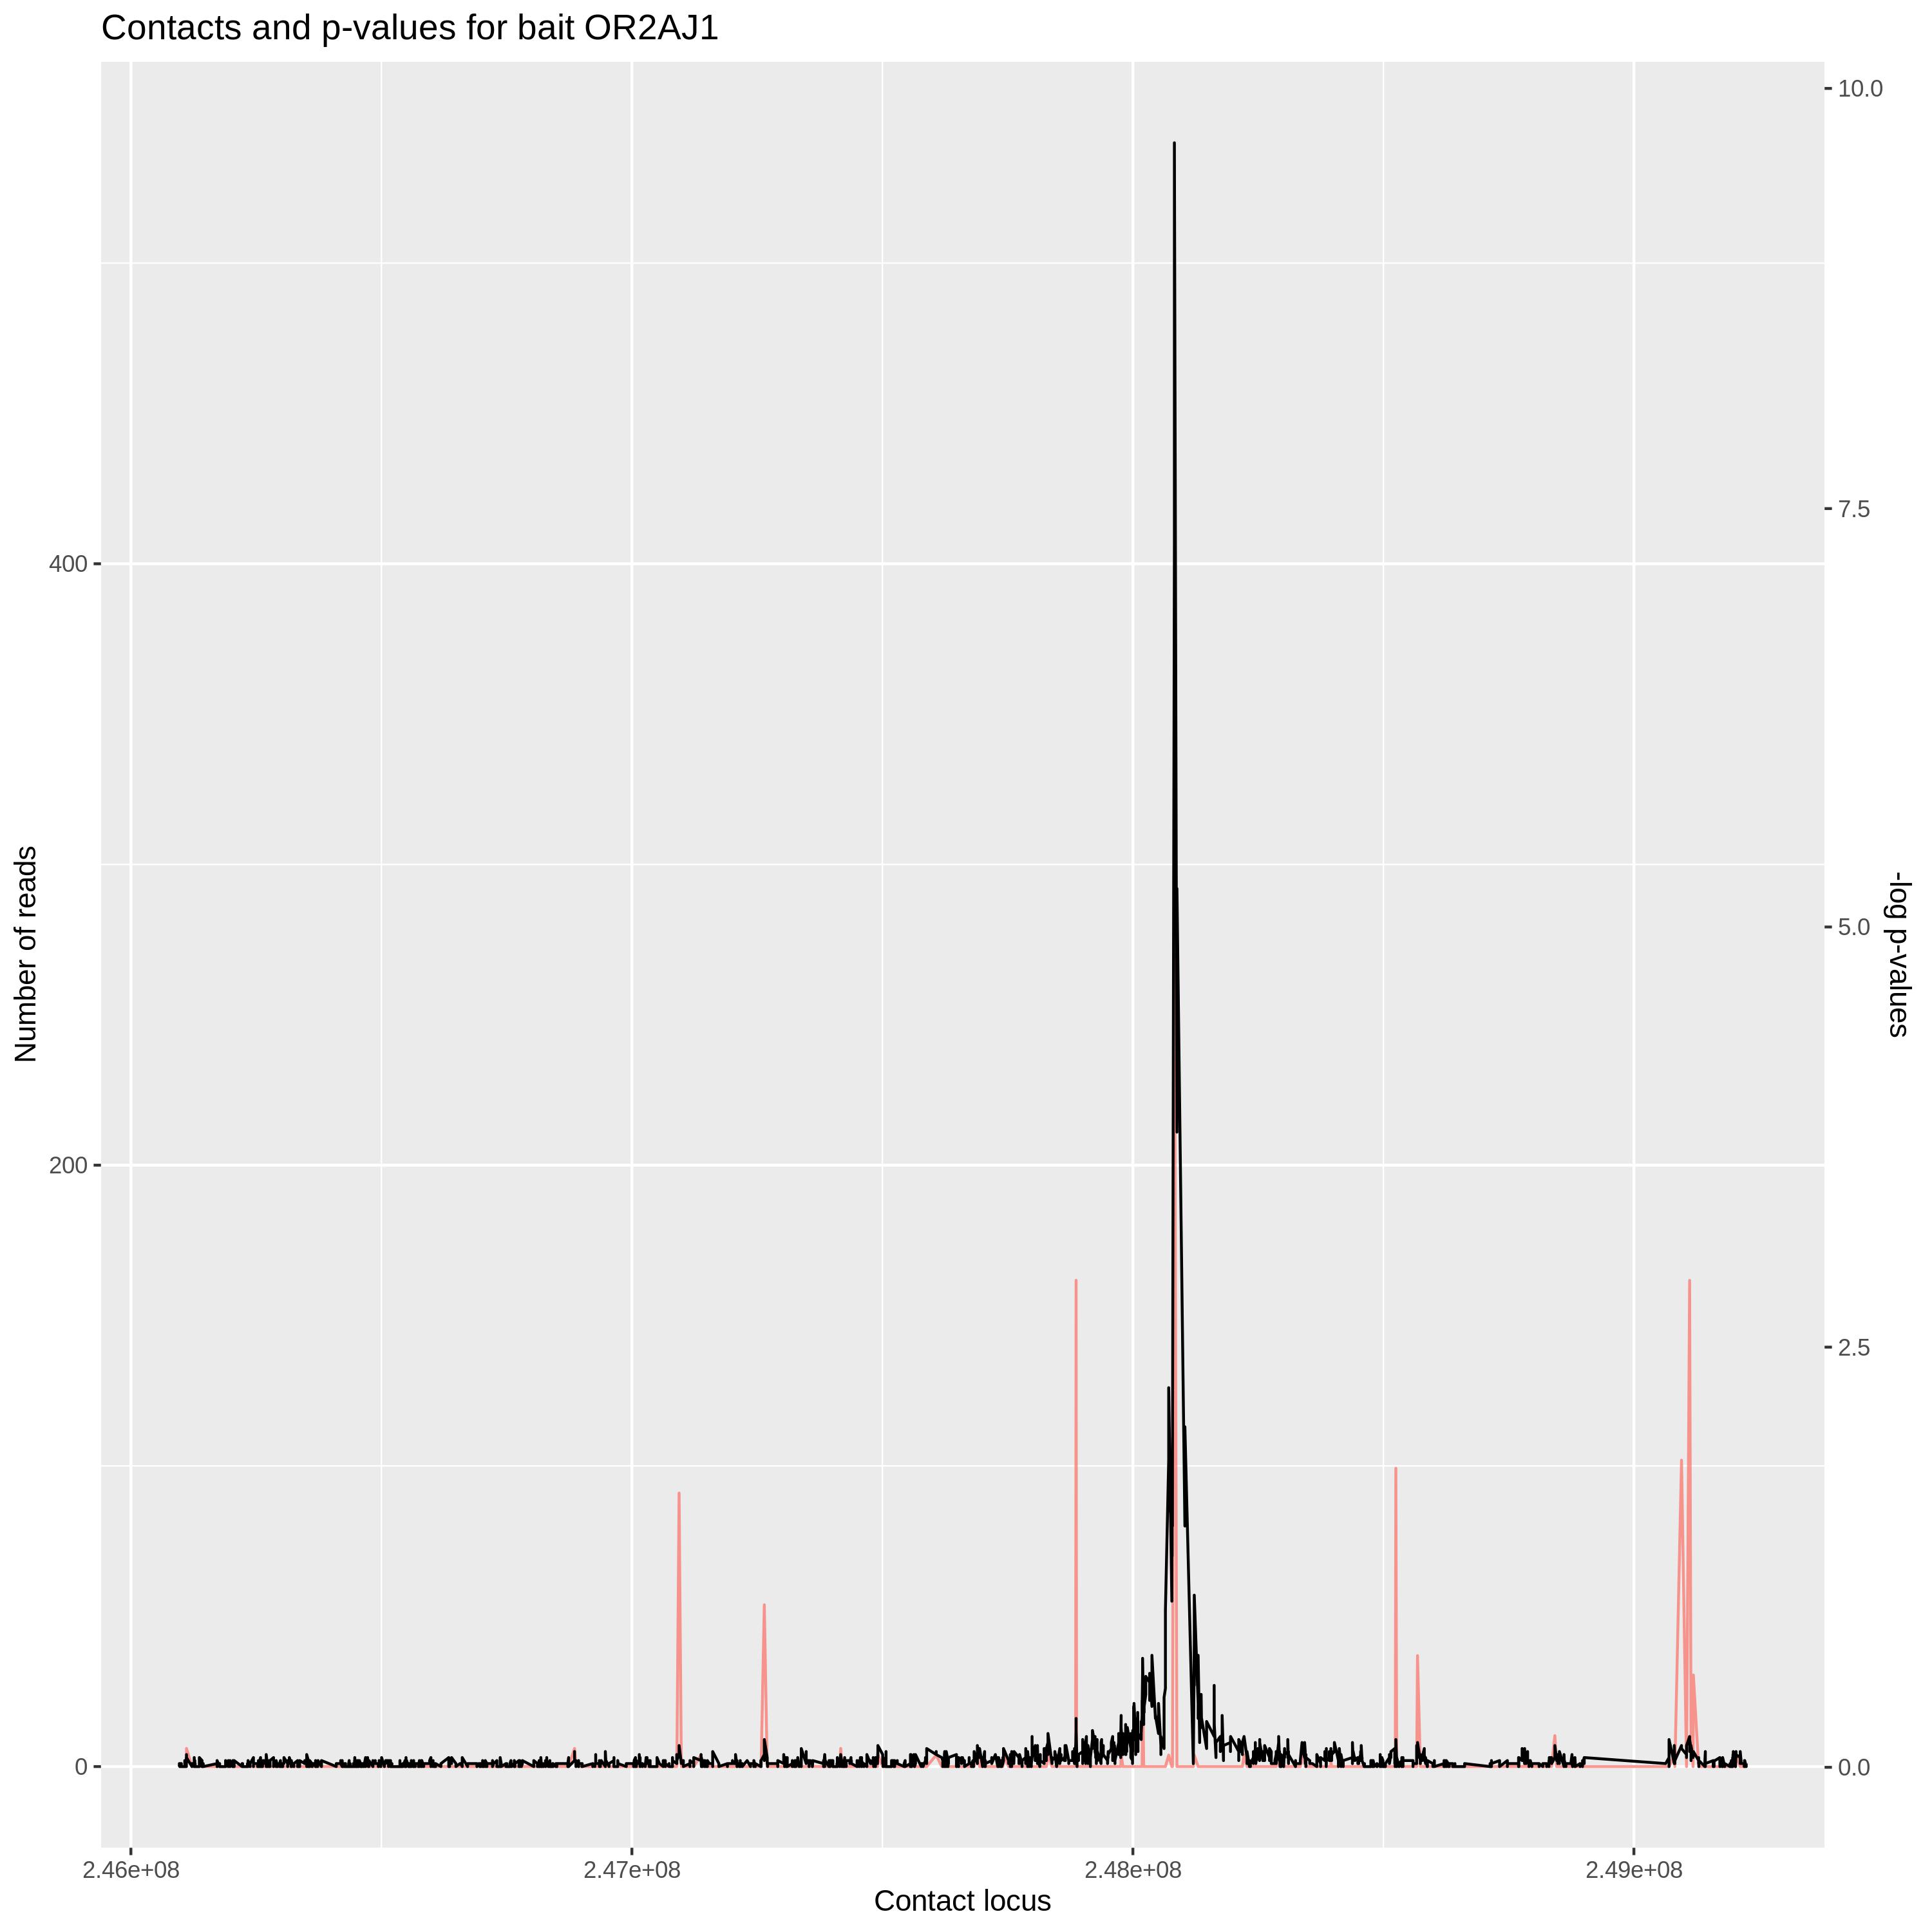 Contacts and p-values for bait OR2AJ1
10.0
7.5
400
Number of reads
-log p-values
5.0
200
2.5
0
0.0
2.46e+08
2.47e+08
2.48e+08
2.49e+08
Contact locus